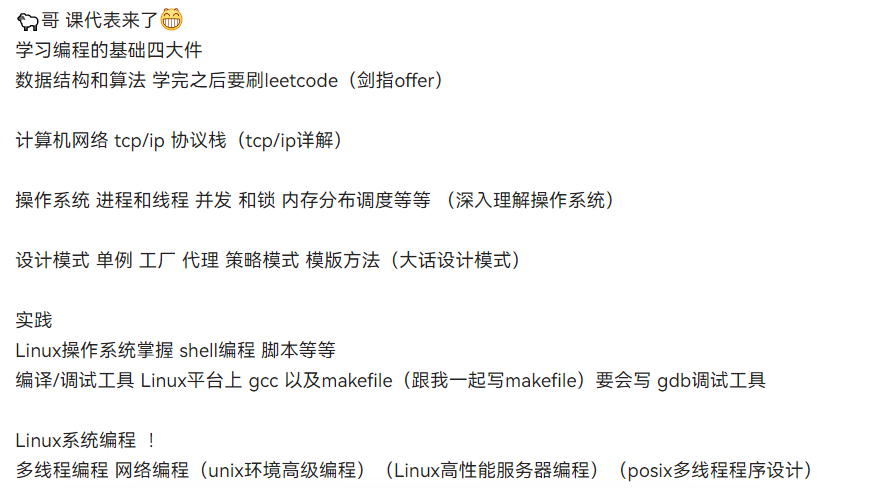 🐑哥 课代表来了😁
学习编程的基础四大件
数据结构和算法 学完之后要刷leetcode（剑指offer）
计算机网络 tcp/ip 协议栈（tcp/ip详解）
操作系统 进程和线程 并发 和锁 内存分布调度等等 （深入理解操作系统）
设计模式 单例 工厂 代理 策略模式 模版方法（大话设计模式）
实践
Linux操作系统掌握 shell编程 脚本等等
编译/调试工具 Linux平台上 gcc 以及makefile（跟我一起写makefile）要会写 gdb调试工具
Linux系统编程 ！
多线程编程 网络编程（unix环境高级编程）（Linux高性能服务器编程）（posix多线程程序设计）